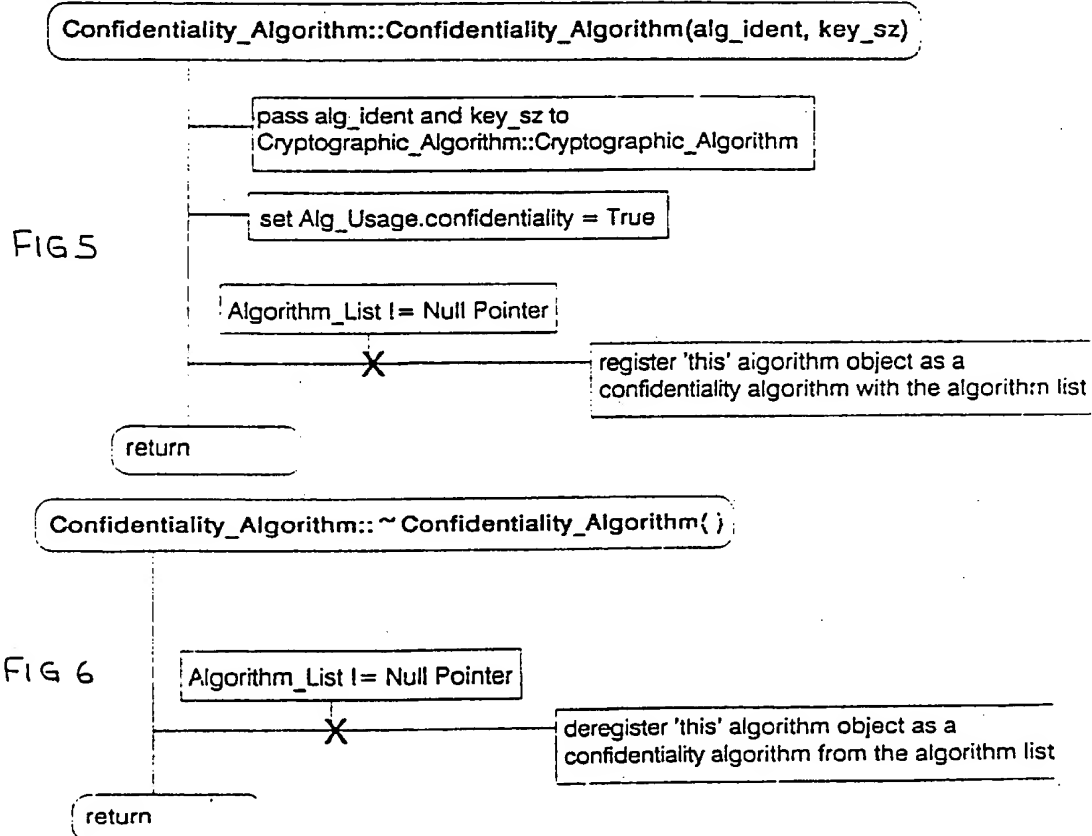 Confidentiality_Algorithm::Confidentiality_Algorithm(alg_ident, key_sz)
pass alg_ident and key_sz to
Cryptographic_Algorithm::Cryptographic_Algorithm
set Alg_Usage.confidentiality = True
FIG 5
Algorithm_List != Null Pointer
X
register 'this' algorithm object as a
confidentiality algorithm with the algorithm list
return
Confidentiality_Algorithm::~Confidentiality_Algorithm( )
FIG 6
Algorithm_List != Null Pointer
X
deregister 'this' algorithm object as a
confidentiality algorithm from the algorithm list
return